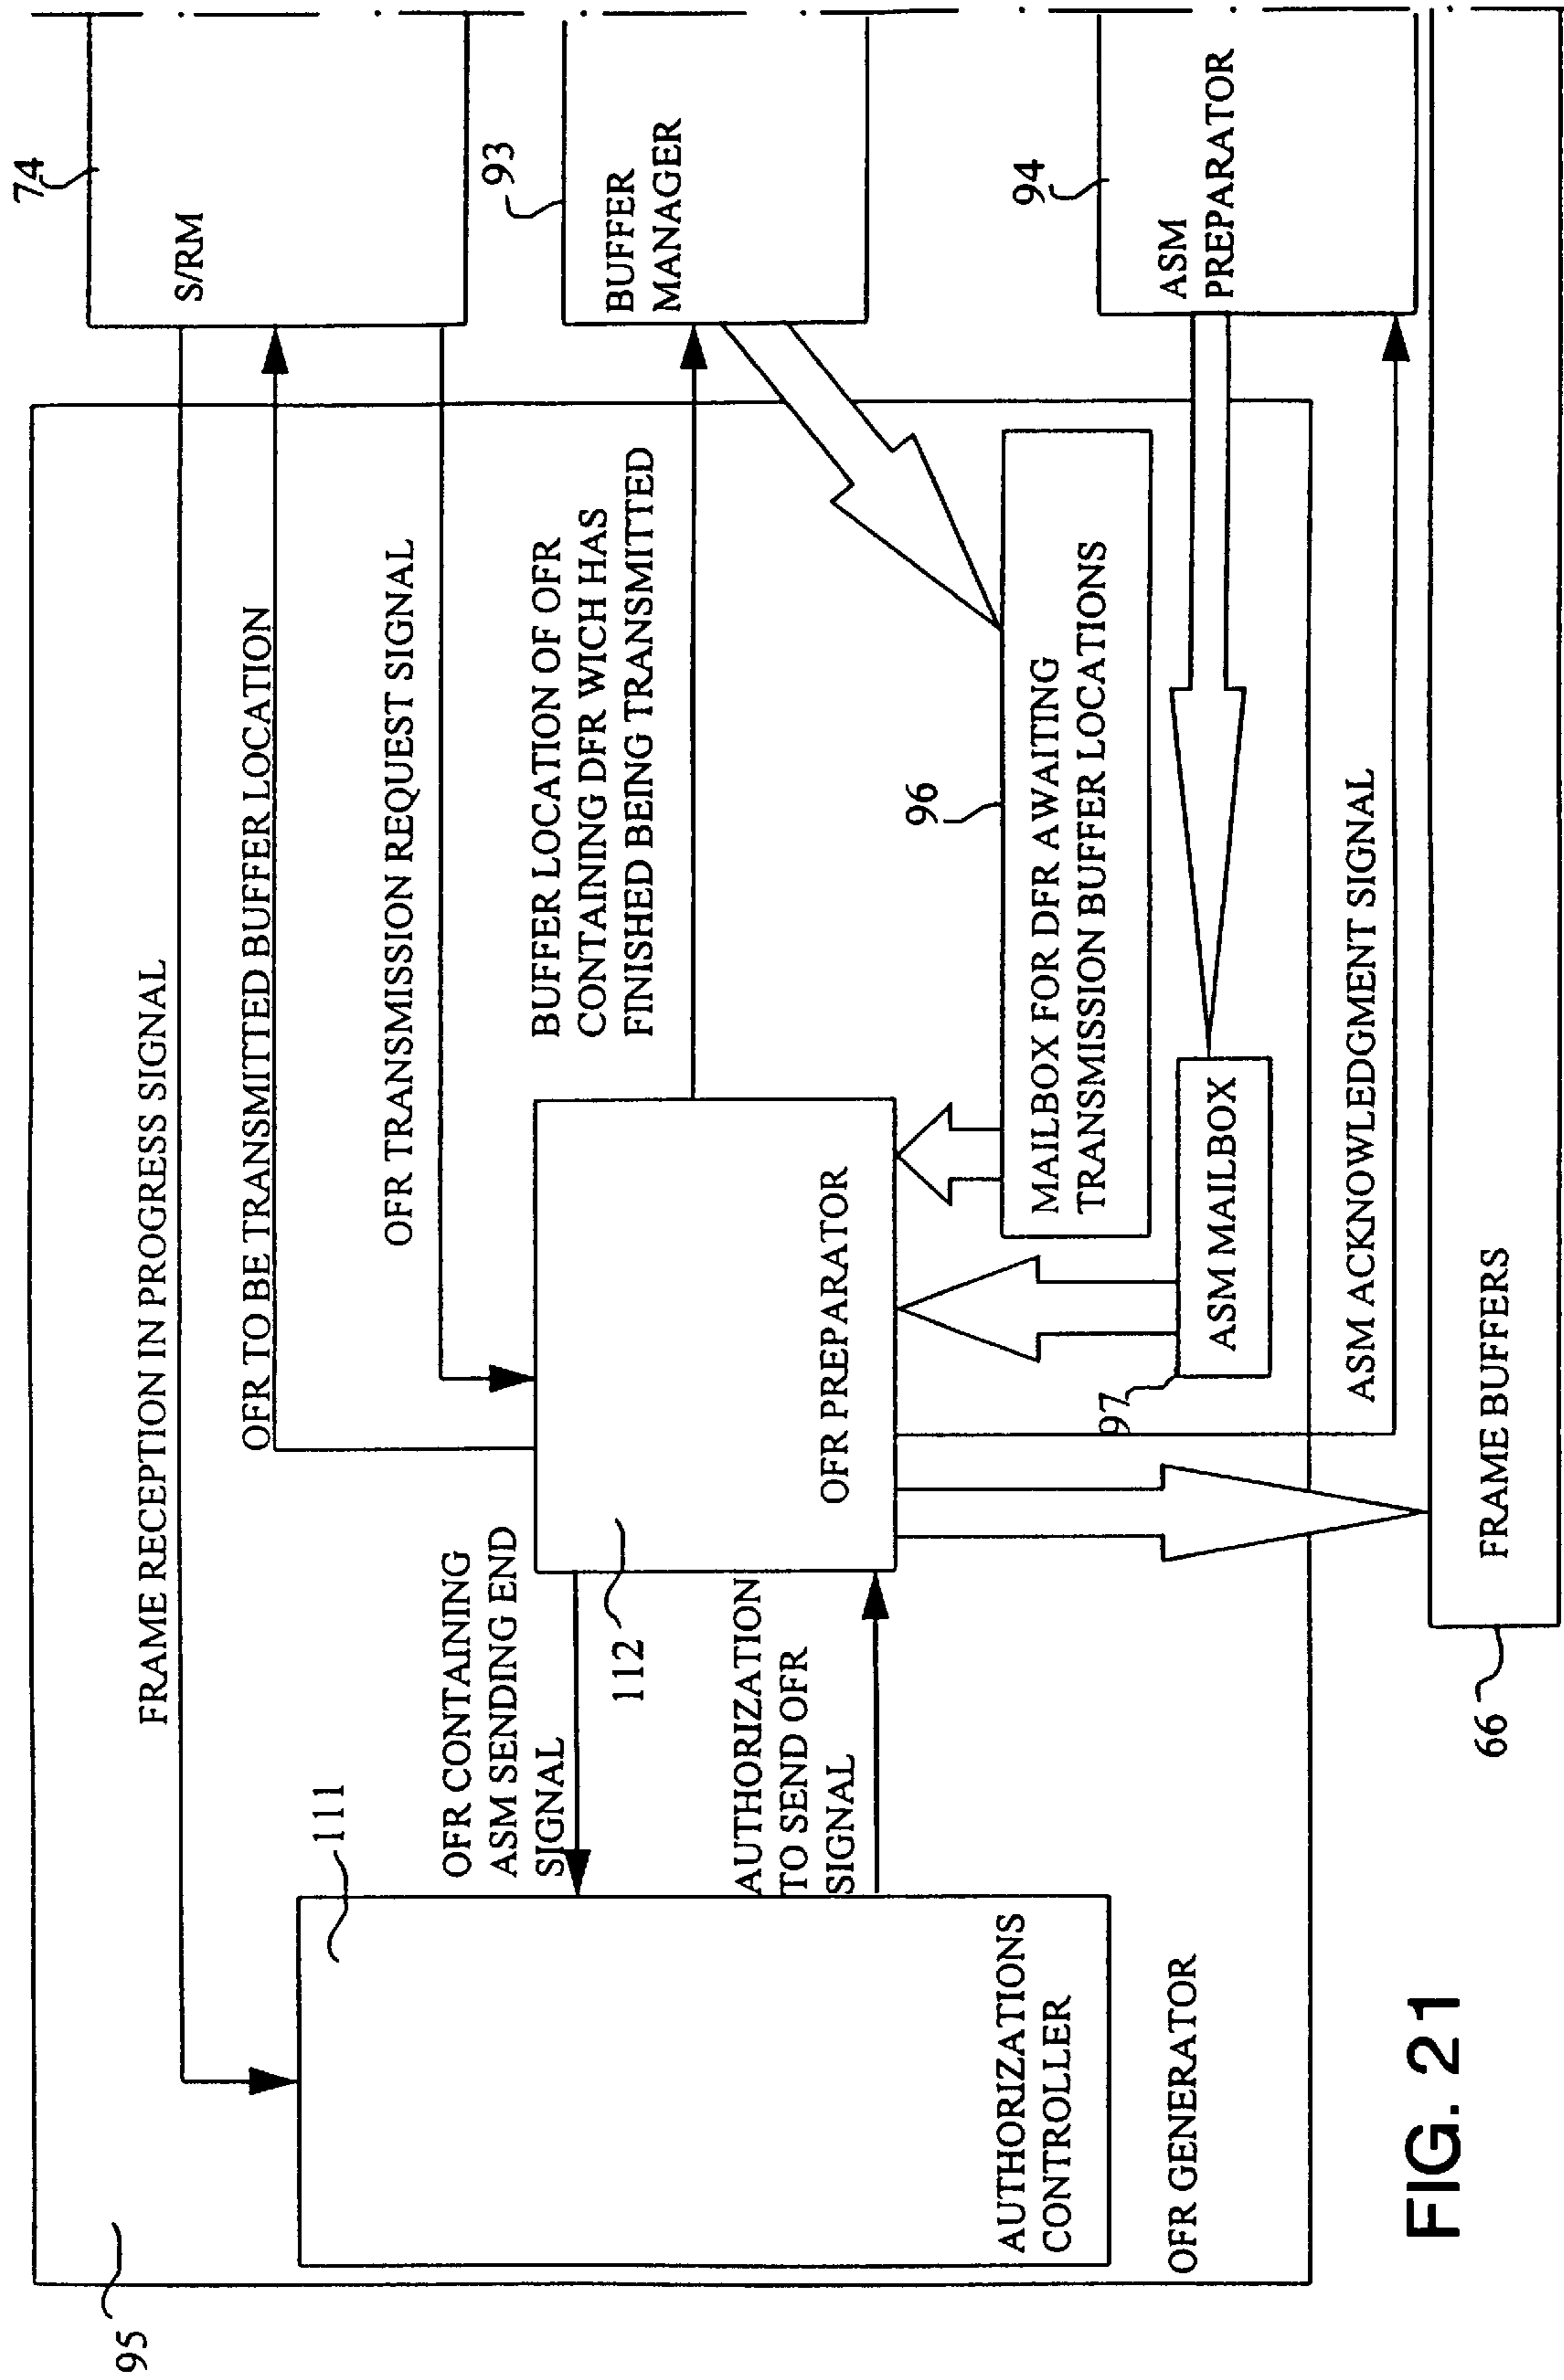 95
111
AUTHORIZATIONS
CONTROLLER
OFR GENERATOR
FRAME RECEPTION IN PROGRESS SIGNAL
OFR TO BE TRANSMITTED BUFFER LOCATION
OFR TRANSMISSION REQUEST SIGNAL
OFR CONTAINING
ASM SENDING END
SIGNAL
AUTHORIZATION
TO SEND OFR
SIGNAL
112
OFR PREPARATOR
BUFFER LOCATION OF OFR
CONTAINING DFR WICH HAS
FINISHED BEING TRANSMITTED
96
MAILBOX FOR DFR AWAITING
TRANSMISSION BUFFER LOCATIONS
97
ASM MAILBOX
ASM ACKNOWLEDGMENT SIGNAL
74
S/RM
93
BUFFER
MANAGER
94
ASM
PREPARATOR
66
FRAME BUFFERS
FIG. 21